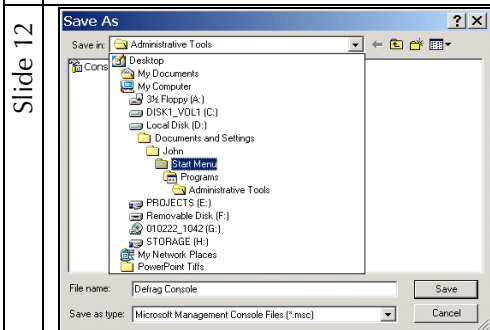 Slide 12
Save As
Save in: Administrative Tools
Cons
Desktop
My Documents
My Computer
3½ Floppy (A:)
DISK1_VOL1 (C:)
Local Disk (D:)
Documents and Settings
John
Start Menu
Programs
Administrative Tools
PROJECTS (E:)
Removable Disk (F:)
010222_1042 (G:)
STORAGE (H:)
My Network Places
PowerPoint Tiffs
File name: Defrag Console Save
Save as type: Microsoft Management Console Files (*.msc) Cancel